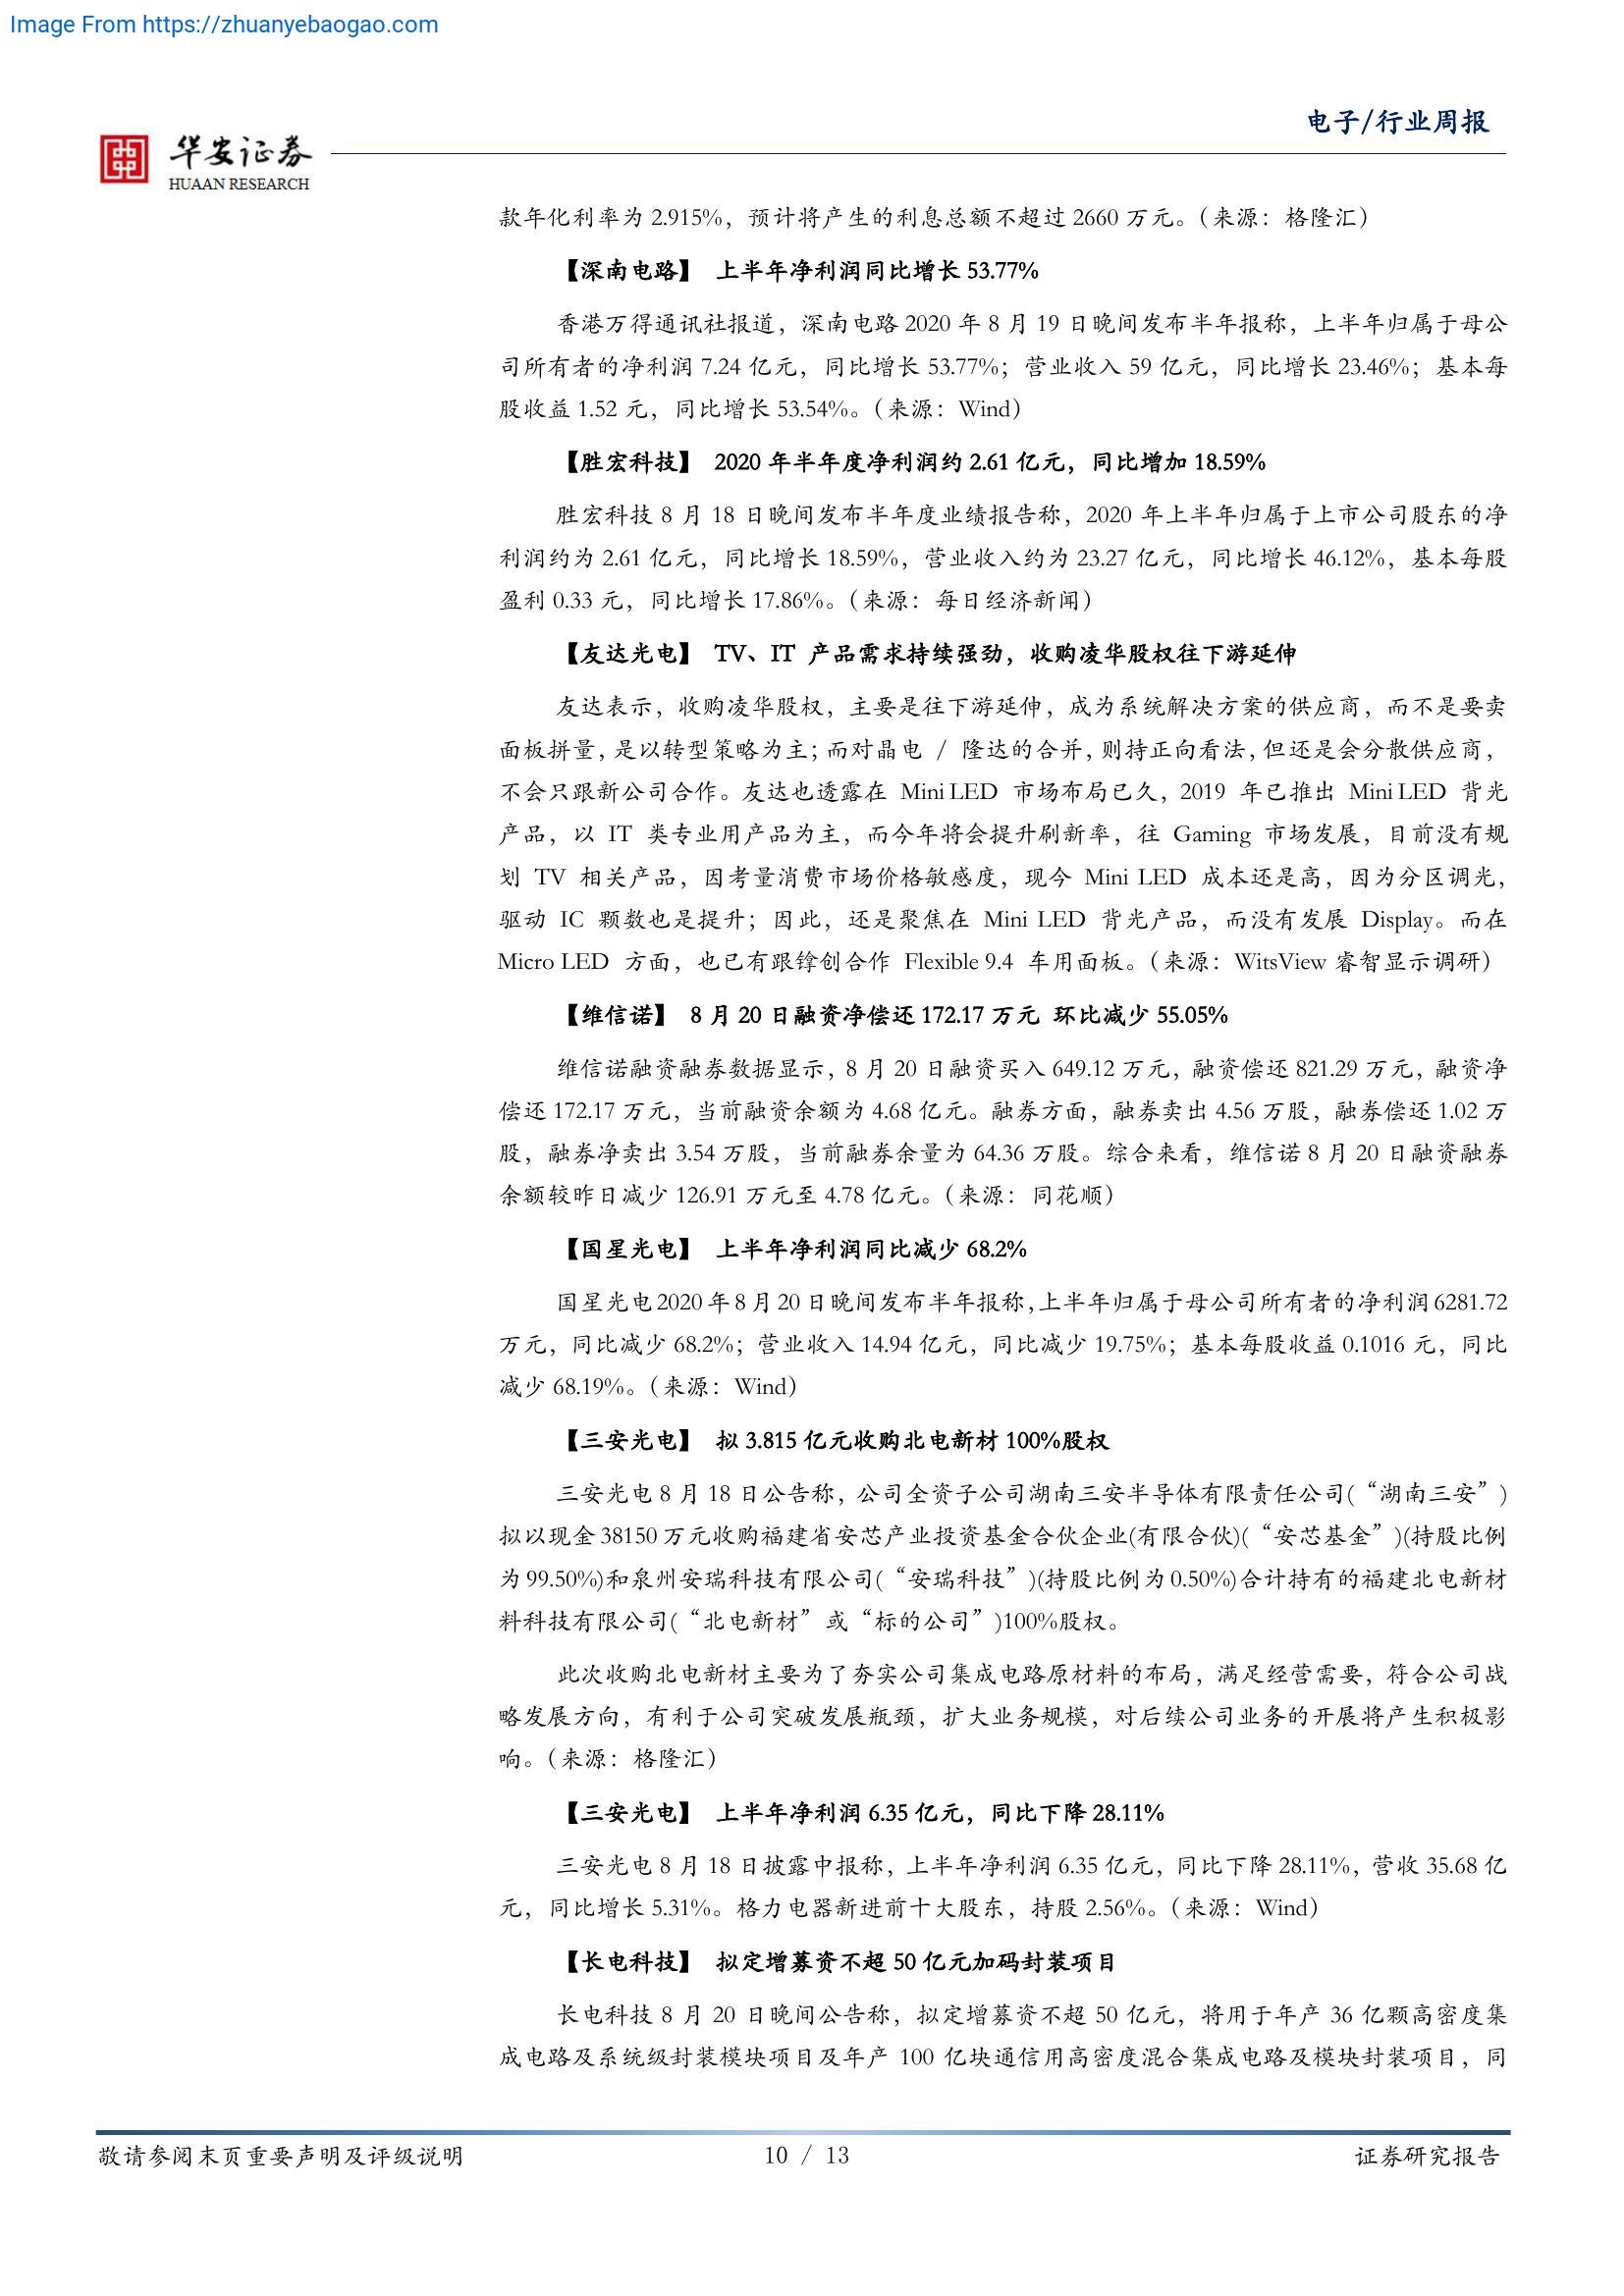 Image From https://zhuanyebaogao.com
电子/行业周报
华安证券
HUAAN RESEARCH
款年化利率为 2.915%，预计将产生的利息总额不超过 2660 万元。（来源：格隆汇）
【深南电路】 上半年净利润同比增长 53.77%
香港万得通讯社报道，深南电路 2020 年 8 月 19 日晚间发布半年报称，上半年归属于母公
司所有者的净利润 7.24 亿元，同比增长 53.77%；营业收入 59 亿元，同比增长 23.46%；基本每
股收益 1.52 元，同比增长 53.54%。（来源：Wind）
【胜宏科技】 2020 年半年度净利润约 2.61 亿元，同比增加 18.59%
胜宏科技 8 月 18 日晚间发布半年度业绩报告称，2020 年上半年归属于上市公司股东的净
利润约为 2.61 亿元，同比增长 18.59%，营业收入约为 23.27 亿元，同比增长 46.12%，基本每股
盈利 0.33 元，同比增长 17.86%。（来源：每日经济新闻）
【友达光电】 TV、IT 产品需求持续强劲，收购凌华股权往下游延伸
友达表示，收购凌华股权，主要是往下游延伸，成为系统解决方案的供应商，而不是要卖
面板拼量，是以转型策略为主；而对晶电 / 隆达的合并，则持正向看法，但还是会分散供应商，
不会只跟新公司合作。友达也透露在 Mini LED 市场布局已久，2019 年已推出 Mini LED 背光
产品，以 IT 类专业用产品为主，而今年将会提升刷新率，往 Gaming 市场发展，目前没有规
划 TV 相关产品，因考量消费市场价格敏感度，现今 Mini LED 成本还是高，因为分区调光，
驱动 IC 颗数也是提升；因此，还是聚焦在 Mini LED 背光产品，而没有发展 Display。而在
Micro LED 方面，也已有跟錼创合作 Flexible 9.4 车用面板。（来源：WitsView 睿智显示调研）
【维信诺】 8 月 20 日融资净偿还 172.17 万元 环比减少 55.05%
维信诺融资融券数据显示，8 月 20 日融资买入 649.12 万元，融资偿还 821.29 万元，融资净
偿还 172.17 万元，当前融资余额为 4.68 亿元。融券方面，融券卖出 4.56 万股，融券偿还 1.02 万
股，融券净卖出 3.54 万股，当前融券余量为 64.36 万股。综合来看，维信诺 8 月 20 日融资融券
余额较昨日减少 126.91 万元至 4.78 亿元。（来源：同花顺）
【国星光电】 上半年净利润同比减少 68.2%
国星光电 2020 年 8 月 20 日晚间发布半年报称，上半年归属于母公司所有者的净利润 6281.72
万元，同比减少 68.2%；营业收入 14.94 亿元，同比减少 19.75%；基本每股收益 0.1016 元，同比
减少 68.19%。（来源：Wind）
【三安光电】 拟 3.815 亿元收购北电新材 100%股权
三安光电 8 月 18 日公告称，公司全资子公司湖南三安半导体有限责任公司(“湖南三安”)
拟以现金 38150 万元收购福建省安芯产业投资基金合伙企业(有限合伙)(“安芯基金”)(持股比例
为 99.50%)和泉州安瑞科技有限公司(“安瑞科技”)(持股比例为 0.50%)合计持有的福建北电新材
料科技有限公司(“北电新材”或“标的公司”)100%股权。
此次收购北电新材主要为了夯实公司集成电路原材料的布局，满足经营需要，符合公司战
略发展方向，有利于公司突破发展瓶颈，扩大业务规模，对后续公司业务的开展将产生积极影
响。（来源：格隆汇）
【三安光电】 上半年净利润 6.35 亿元，同比下降 28.11%
三安光电 8 月 18 日披露中报称，上半年净利润 6.35 亿元，同比下降 28.11%，营收 35.68 亿
元，同比增长 5.31%。格力电器新进前十大股东，持股 2.56%。（来源：Wind）
【长电科技】 拟定增募资不超 50 亿元加码封装项目
长电科技 8 月 20 日晚间公告称，拟定增募资不超 50 亿元，将用于年产 36 亿颗高密度集
成电路及系统级封装模块项目及年产 100 亿块通信用高密度混合集成电路及模块封装项目，同
敬请参阅末页重要声明及评级说明
10 / 13
证券研究报告